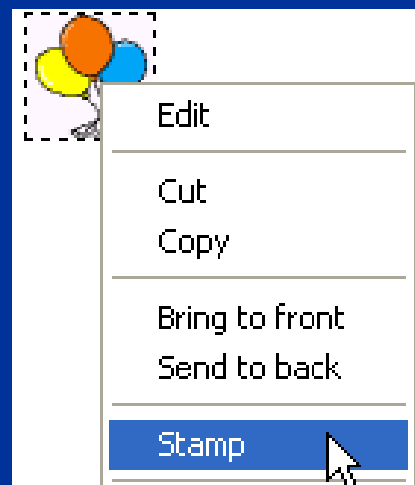 Edit
Cut
Copy
Bring to front
Send to back
Stamp